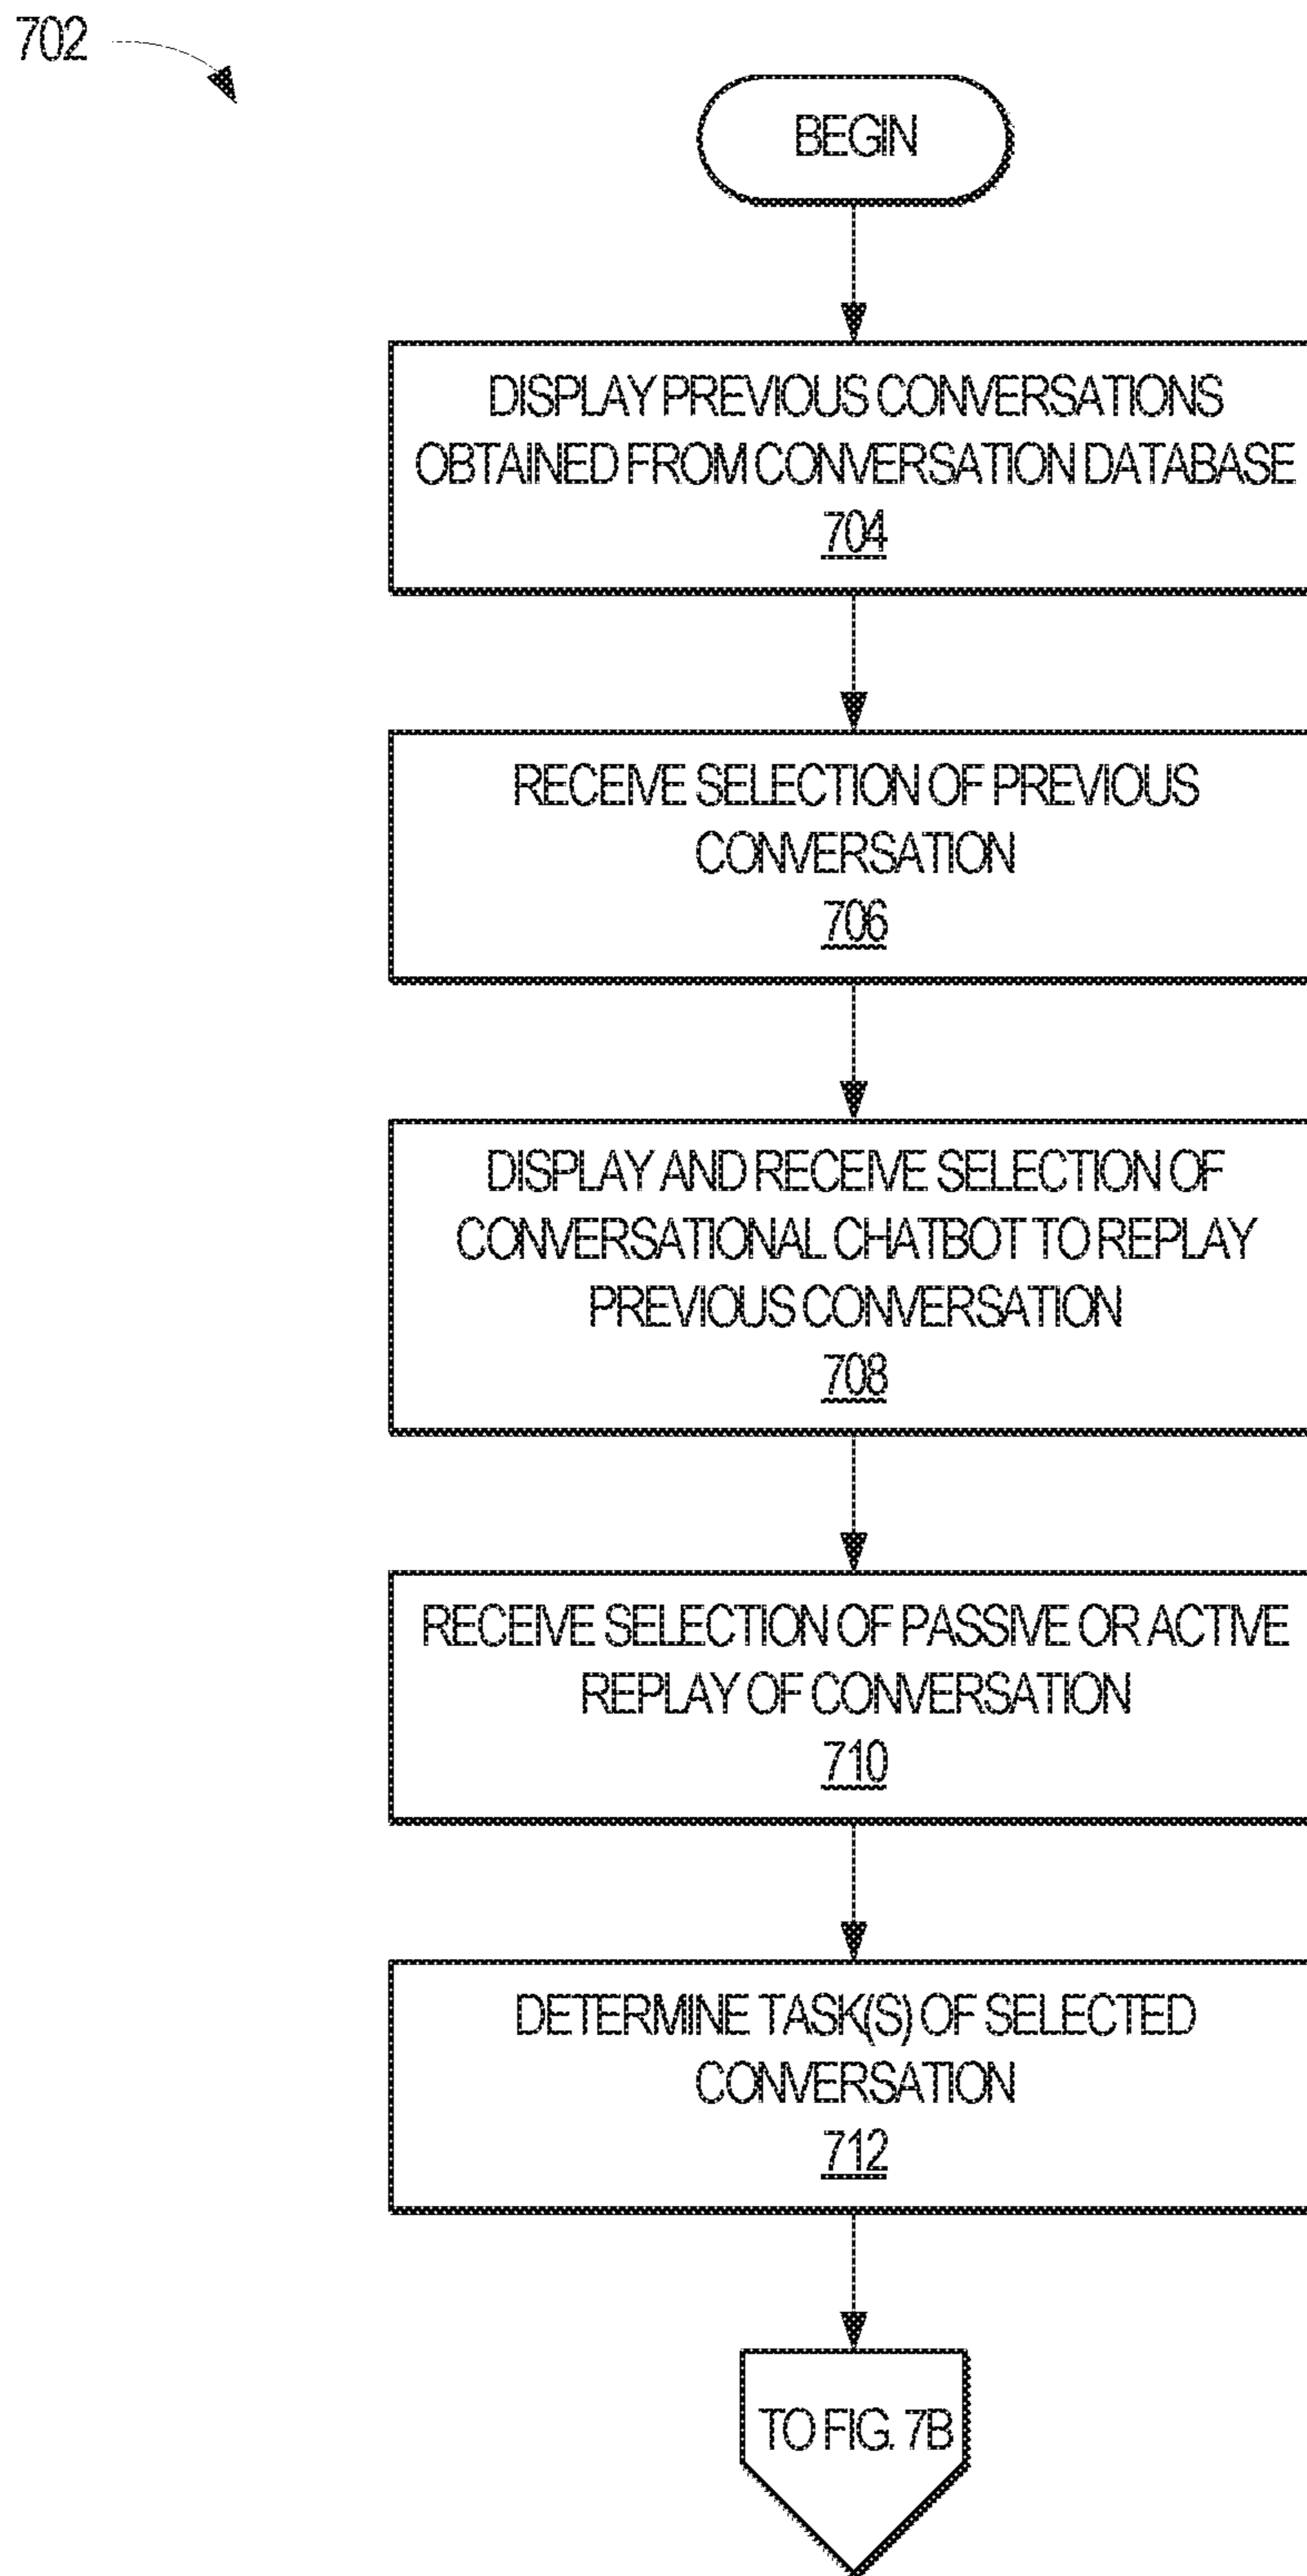 702
BEGIN
DISPLAY PREVIOUS CONVERSATIONS
OBTAINED FROM CONVERSATION DATABASE
704
RECEIVE SELECTION OF PREVIOUS
CONVERSATION
706
DISPLAY AND RECEIVE SELECTION OF
CONVERSATIONAL CHATBOT TO REPLAY
PREVIOUS CONVERSATION
708
RECEIVE SELECTION OF PASSIVE OR ACTIVE
REPLAY OF CONVERSATION
710
DETERMINE TASK(S) OF SELECTED
CONVERSATION
712
TO FIG. 7B